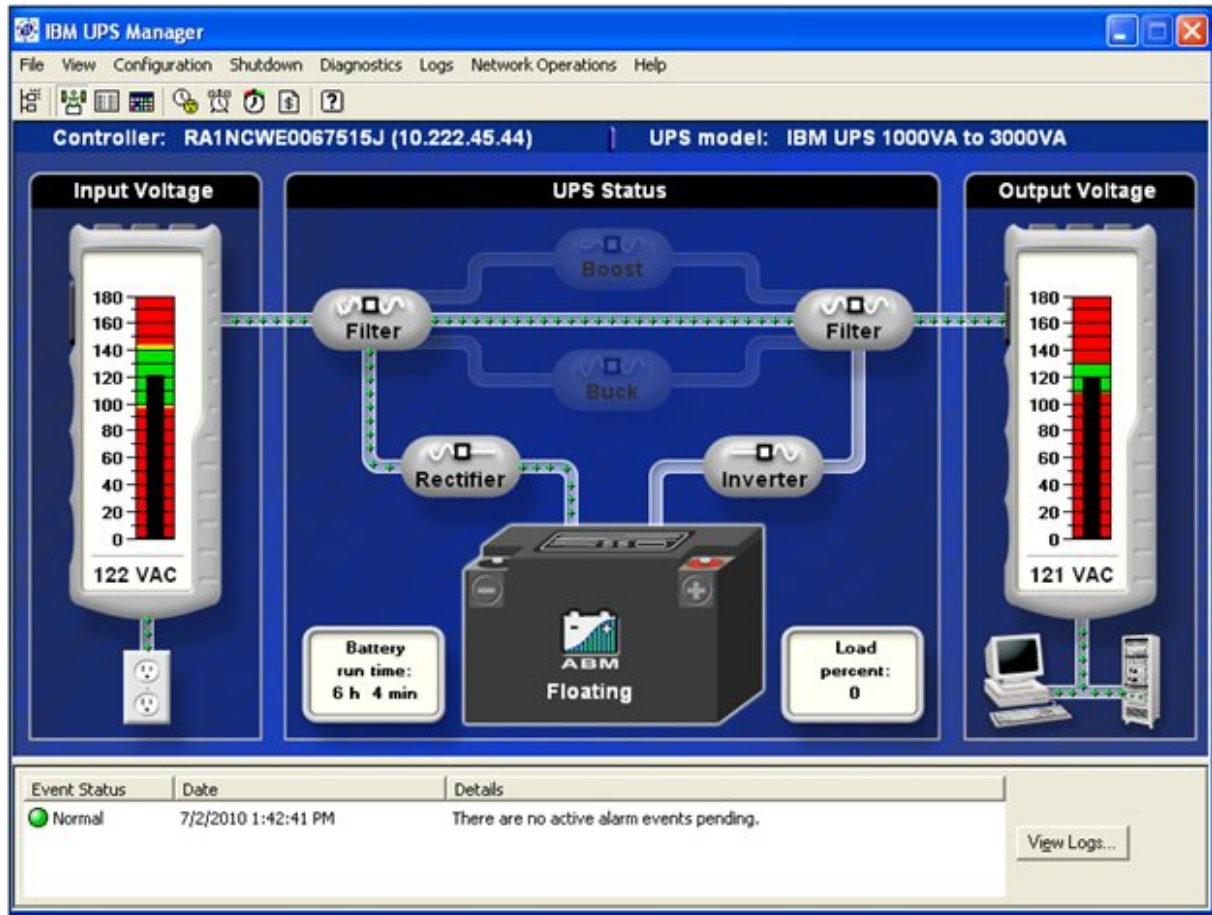 IBM UPS Manager
File View Configuration Shutdown Diagnostics Logs Network Operations Help
Controller: RA1NCWE0067515J (10.222.45.44) UPS model: IBM UPS 1000VA to 3000VA
Input Voltage
180
160
140
120
100
80
60
40
20
0
122 VAC
UPS Status
Boost
Filter
Filter
Buck
Rectifier
Inverter
Battery
run time:
6 h 4 min
ABM
Floating
Load
percent:
0
Output Voltage
180
160
140
120
100
80
60
40
20
0
121 VAC
Event Status Date Details
Normal 7/2/2010 1:42:41 PM There are no active alarm events pending.
View Logs...